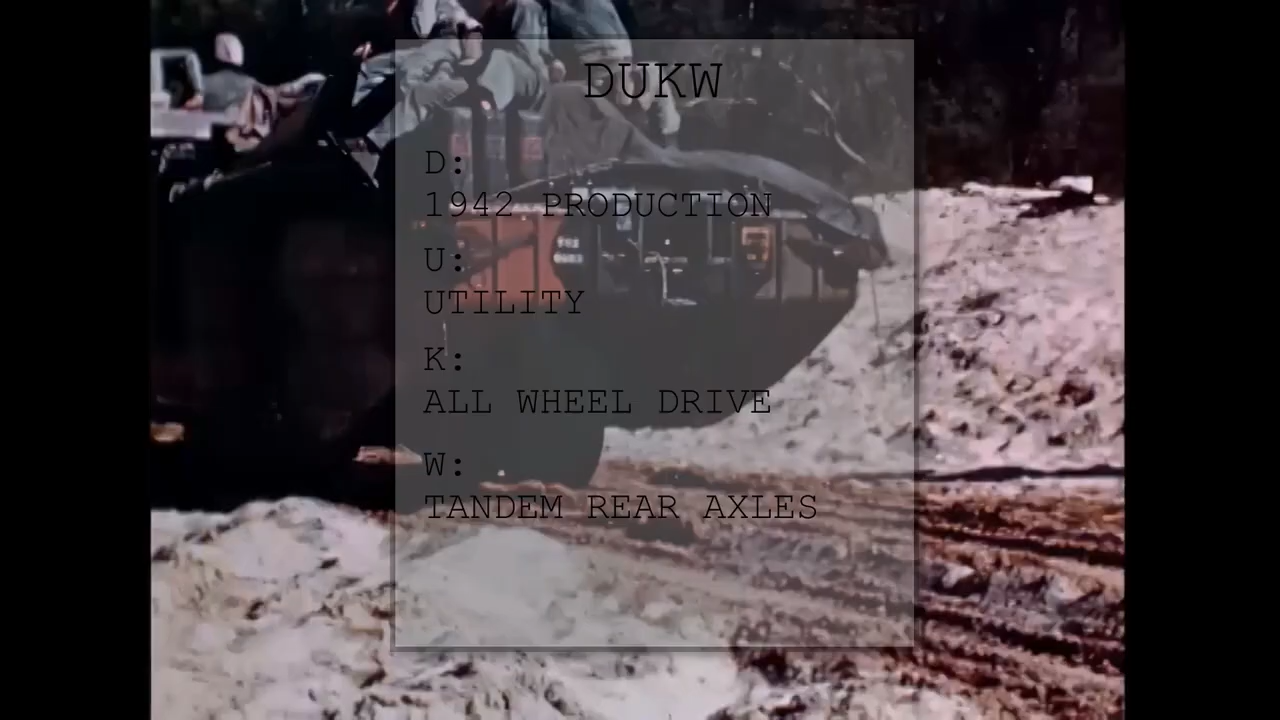 DUKW
D:
1942 PRODUCTION
U:
UTILITY
K:
ALL WHEEL DRIVE
W:
TANDEM REAR AXLES